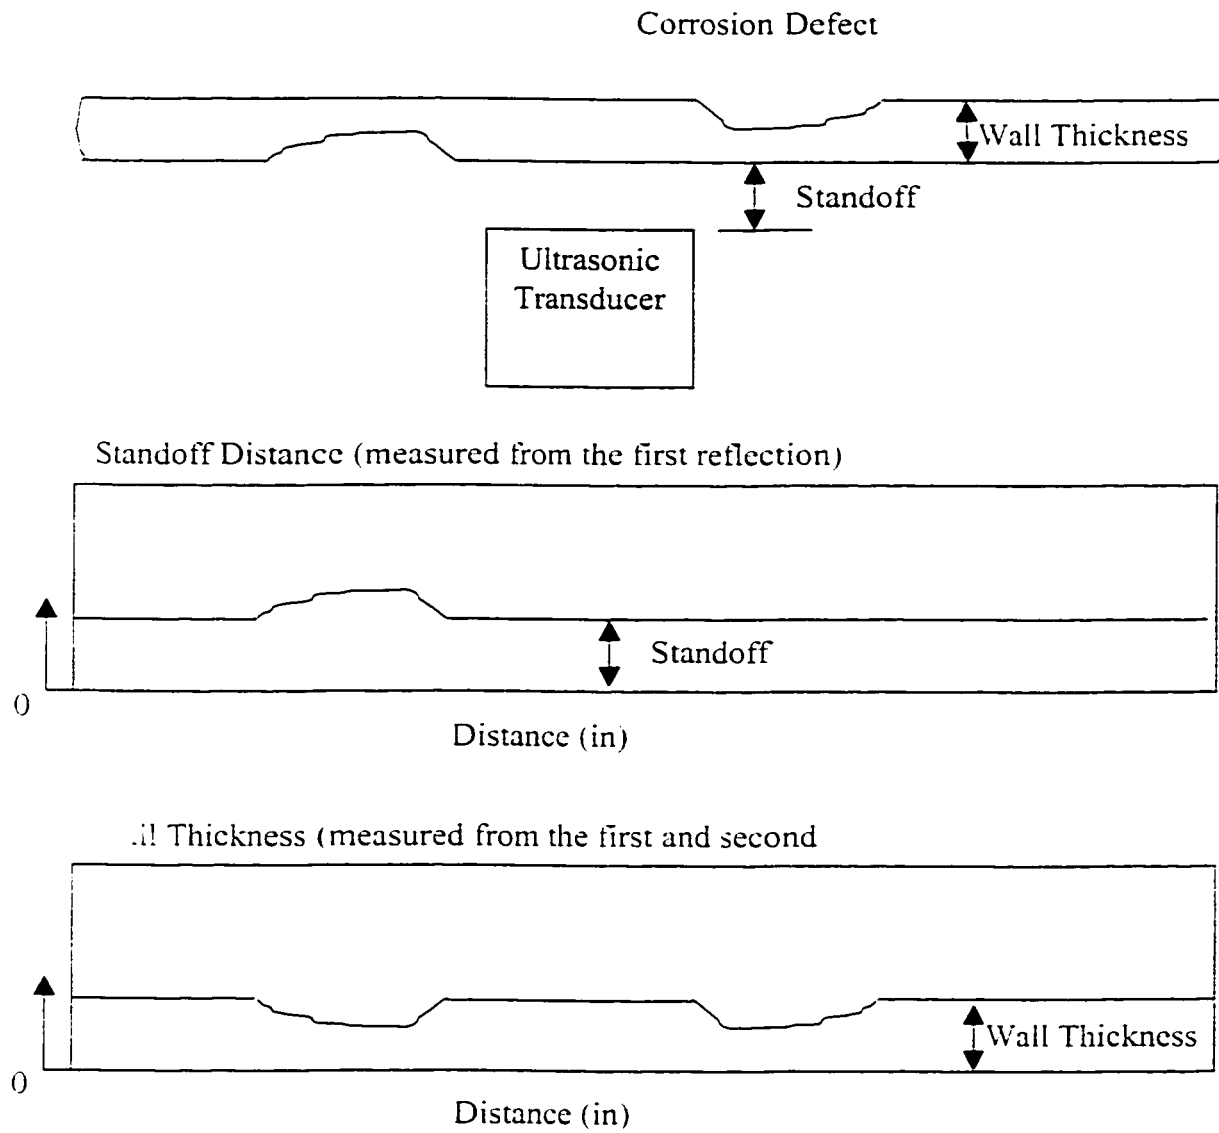 Corrosion Defect
Wall Thickness
Standoff
Ultrasonic
Transducer
Standoff Distance (measured from the first reflection)
Standoff
0
Distance (in)
Thickness (measured from the first and second
Wall Thickness
0
Distance (in)